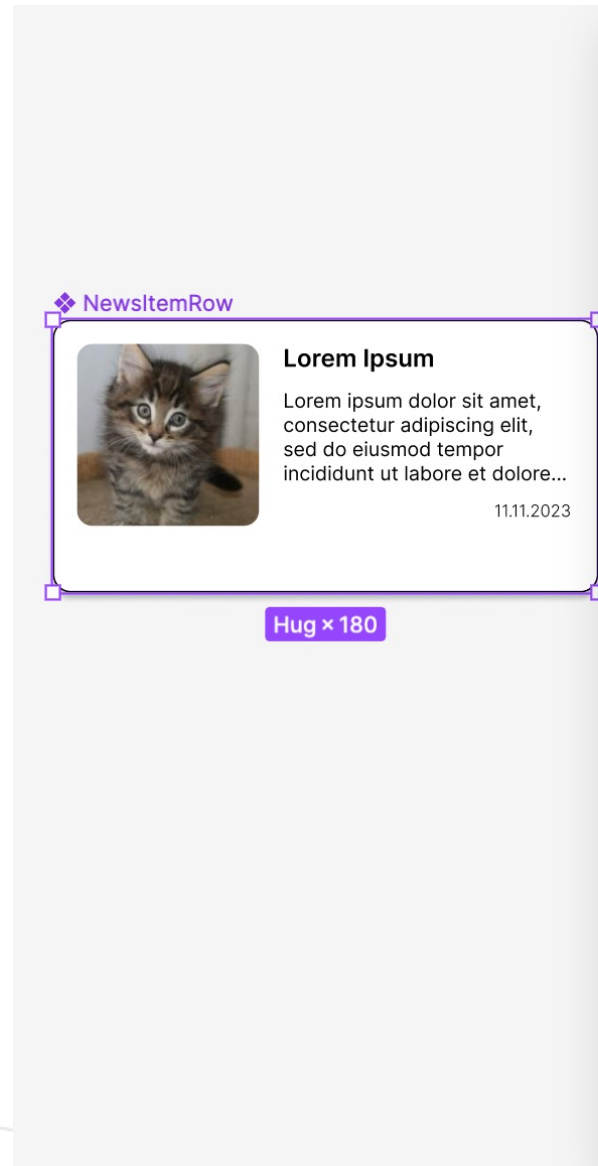 NewsItemRow
Lorem Ipsum
Lorem ipsum dolor sit amet,
consectetur adipiscing elit,
sed do eiusmod tempor
incididunt ut labore et dolore...
11.11.2023
Hug × 180